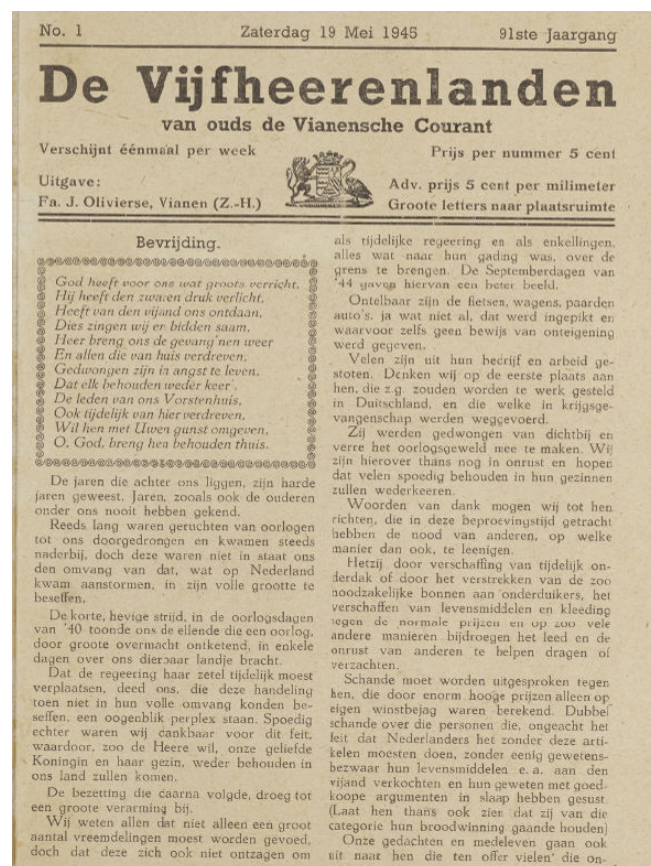 No. 1
Zaterdag 19 Mei 1945
91ste Jaargang
De Vijfheerenlanden
van ouds de Vianensche Courant
Verschijnt éénmaal per week
Prijs per nummer 5 cent
Uitgave:
Fa. J. Olivierse, Vianen (Z.-H.)
Adv. prijs 5 cent per milimeter
Groote letters naar plaatsruimte
Bevrijding.
God heeft voor ons wat groots verricht,
Hij heeft den zwaren druk verlicht,
Heeft van den vijand ons ontdaan,
Dies zingen wij en bidden saam,
Heer breng ons de gevang'nen weer
En allen die van huis verdreven,
Gedwongen zijn in angst te leven,
Dat elk behouden weder keer'.
De leden van ons Vorstenhuis,
Ook tijdelijk van hier verdreven,
Wil hen met Uwen gunst omgeven,
O, God, breng hen behouden thuis.
De jaren die achter ons liggen, zijn harde
jaren geweest. Jaren, zooals ook de ouderen
onder ons nooit hebben gekend.
Reeds lang waren geruchten van oorlogen
tot ons doorgedrongen en kwamen steeds
naderbij, doch deze waren niet in staat ons
den omvang van dat, wat op Nederland
kwam aanstormen, in zijn volle grootte te
beseffen.
De korte, hevige strijd, in de oorlogsdagen
van '40 toonde ons de ellende die een oorlog,
door groote overmacht ontketend, in enkele
dagen over ons dierbaar landje bracht.
Dat de regeering haar zetel tijdelijk moest
verplaatsen, deed ons, die deze handeling
toen niet in hun volle omvang konden be-
seffen, een oogenblik perplex staan. Spoedig
echter waren wij dankbaar voor dit feit,
waardoor, zoo de Heere wil, onze geliefde
Koningin en haar gezin, weder behouden in
ons land zullen komen.
De bezetting die daarna volgde, droeg tot
een groote verarming bij.
Wij weten allen dat niet alleen een groot
aantal vreemdelingen moest worden gevoed,
doch dat deze zich ook niet ontzagen om
als tijdelijke regeering en als enkelingen,
alles wat naar hun gading was, over de
grens te brengen. De Septemberdagen van
'44 gaven hiervan een beter beeld.
Ontelbaar zijn de fietsen, wagens, paarden
auto's, ja wat niet al, dat werd ingepikt en
waarvoor zelfs geen bewijs van onteigening
werd gegeven.
Velen zijn uit hun bedrijf en arbeid ge-
stoten. Denken wij op de eerste plaats aan
hen, die z.g. zouden worden te werk gesteld
in Duitschland, en die welke in krijgsge-
vangenschap werden weggevoerd.
Zij werden gedwongen van dichtbij en
verre het oorlogsgeweld mee te maken. Wij
zijn hierover thans nog in onrust en hopen
dat velen spoedig behouden in hun gezinnen
zullen wederkeeren.
Woorden van dank mogen wij tot hen
richten, die in deze beproevingstijd getracht
hebben de nood van anderen, op welke
manier dan ook, te leenigen.
Hetzij door verschaffing van tijdelijk on-
derdak of door het verstrekken van de zoo
noodzakelijke bonnen aan onderduikers, het
verschaffen van levensmiddelen en kleeding
tegen de normale prijzen en op zoo vele
andere manieren bijdroegen het leed en de
onrust van anderen te helpen dragen of
verzachten.
Schande moet worden uitgesproken tegen
hen, die door enorm hooge prijzen alleen op
eigen winstbejag waren berekend. Dubbel
schande over die personen die, ongeacht het
feit dat Nederlanders het zonder deze arti-
kelen moesten doen, zonder eenig gewetens-
bezwaar hun levensmiddelen e.a. aan den
vijand verkochten en hun geweten met goed-
koope argumenten in slaap hebben gesust.
(Laat hen thans ook zien dat zij van die
categorie hun broodwinning gaande houden)
Onze gedachten en medeleven gaan ook
uit naar hen die ten offer vielen' die on-